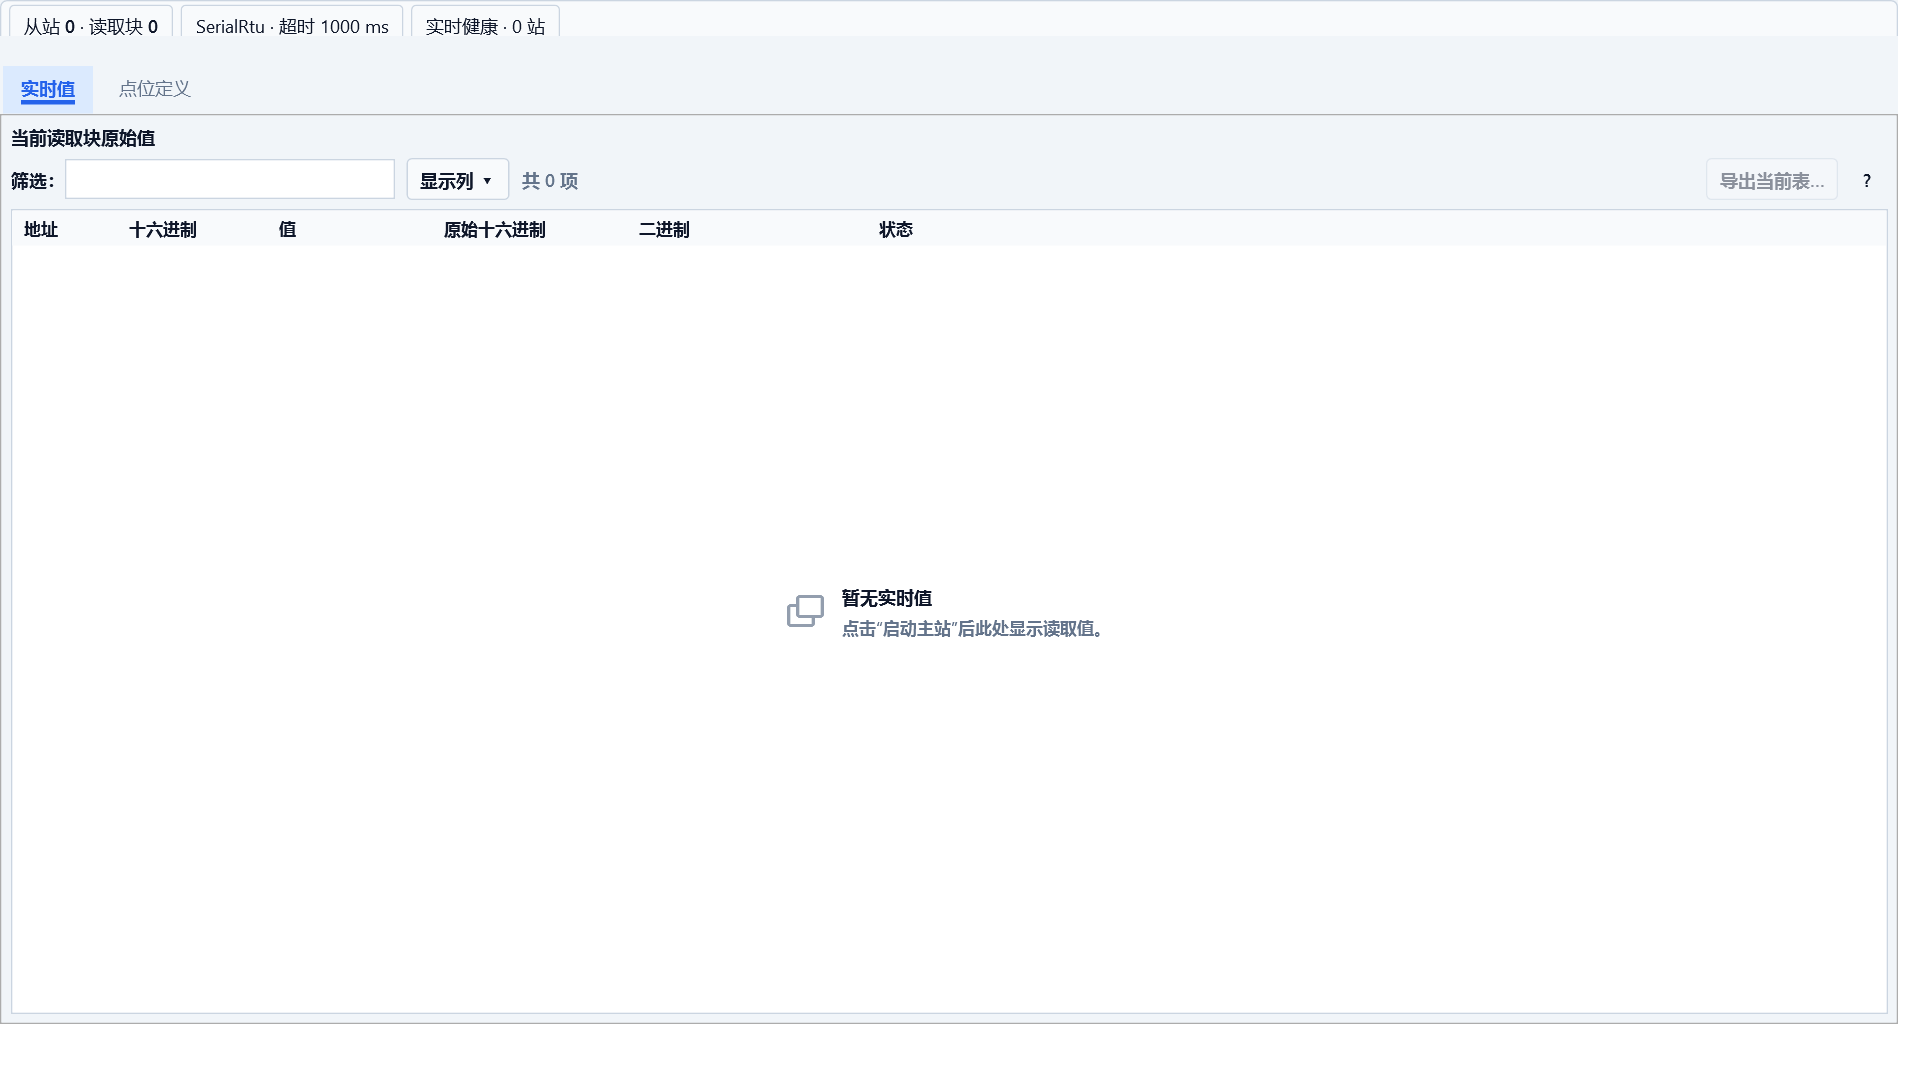 从站 0 · 读取块 0 SerialRtu · 超时 1000 ms 实时健康 · 0 站
实时值 点位定义
当前读取块原始值
筛选: 显示列 ▼ 共 0 项 导出当前表... ?
地址 十六进制 值 原始十六进制 二进制 状态
暂无实时值
点击“启动主站”后此处显示读取值。